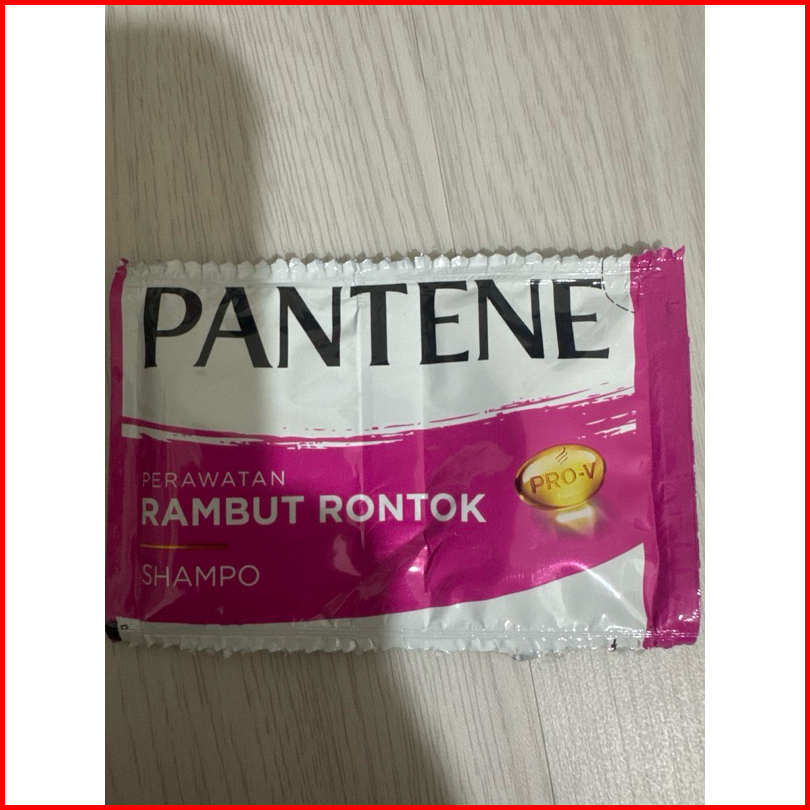 PANTENE
PERAWATAN
RAMBUT RONTOK
PRO-V
SHAMPO